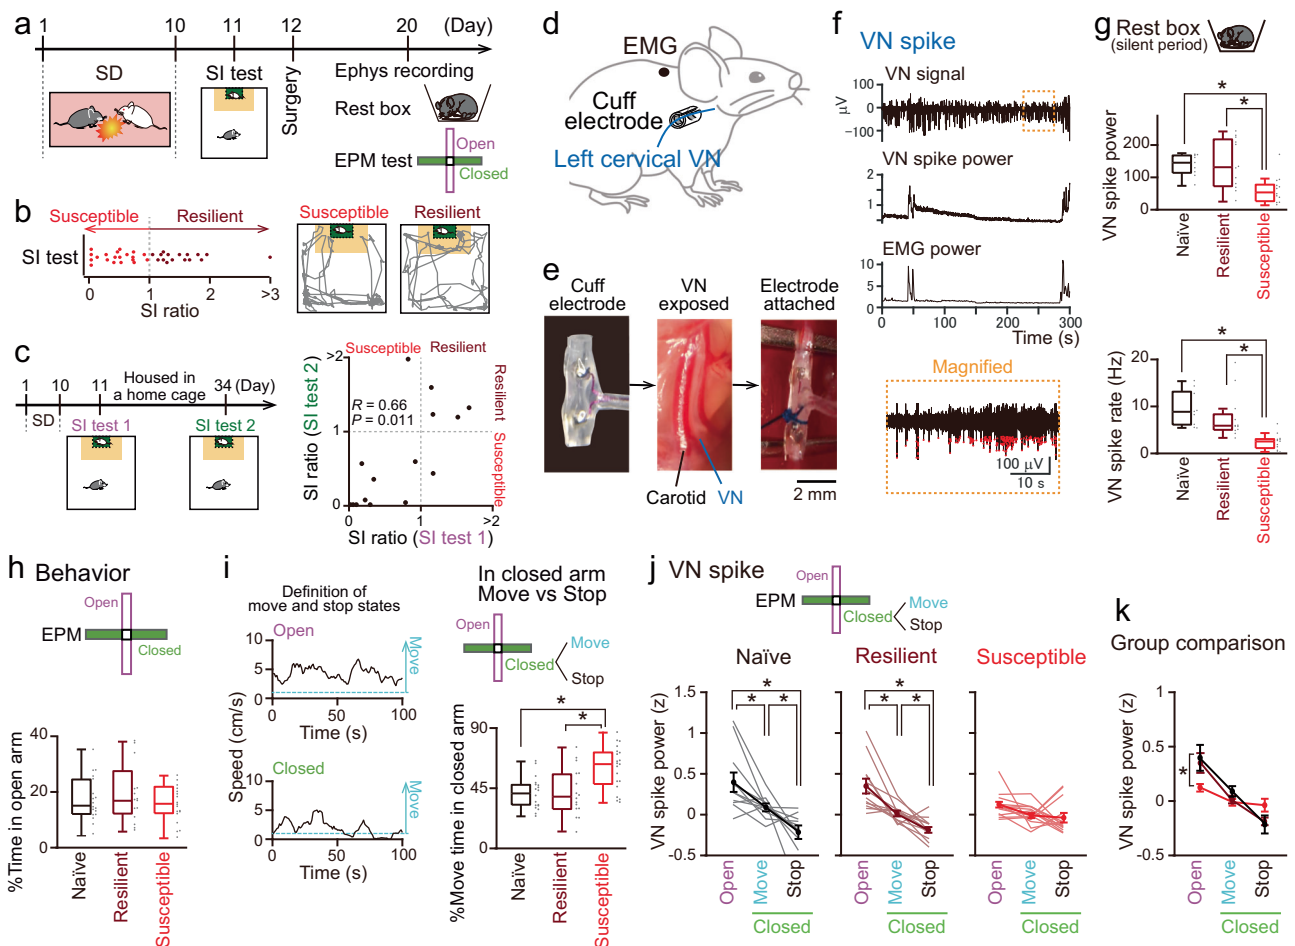 a
1 10 11 12 20 (Day)
SD
SI test
Surgery
Ephys recording
Rest box
EPM test
Open
Closed
b
Susceptible Resilient
SI test
0 1 2 >3
SI ratio
Susceptible Resilient
c
1 10 11 34 (Day)
Housed in
a home cage
SD
SI test 1 SI test 2
Susceptible Resilient
>2
1
0
SI ratio (SI test 2)
R = 0.66
P = 0.011
Resilient
Susceptible
0 1 >2
SI ratio (SI test 1)
d
EMG
Cuff
electrode
Left cervical VN
e
Cuff
electrode
VN
exposed
Electrode
attached
Carotid VN
2 mm
f VN spike
VN signal
μV
0
−100
VN spike power
2
1
0
EMG power
10
5
0
0 100 200 300
Time (s)
Magnified
100 μV
10 s
g Rest box
(silent period)
VN spike power
200
100
0
* *
Naïve
Resilient
Susceptible
VN spike rate (Hz)
20
15
10
5
0
* *
Naïve
Resilient
Susceptible
h Behavior
Open
EPM
Closed
%Time in open arm
40
20
0
Naïve
Resilient
Susceptible
i
Definition of
move and stop states
Open
10
5
0
Move
0 50 100
Time (s)
Speed (cm/s)
Closed
10
5
0
Move
0 50 100
Time (s)
In closed arm
Move vs Stop
Open
Closed
Move
Stop
%Move time in closed arm
90
45
0
*
*
Naïve
Resilient
Susceptible
j VN spike
Open
EPM
Closed
Move
Stop
Naïve Resilient Susceptible
VN spike power (z)
1.5
1.0
0.5
0
-0.5
*
* *
*
* *
Open Move Stop
Closed
Open Move Stop
Closed
Open Move Stop
Closed
k
Group comparison
VN spike power (z)
1
0.5
0
-0.5
*
Open Move Stop
Closed